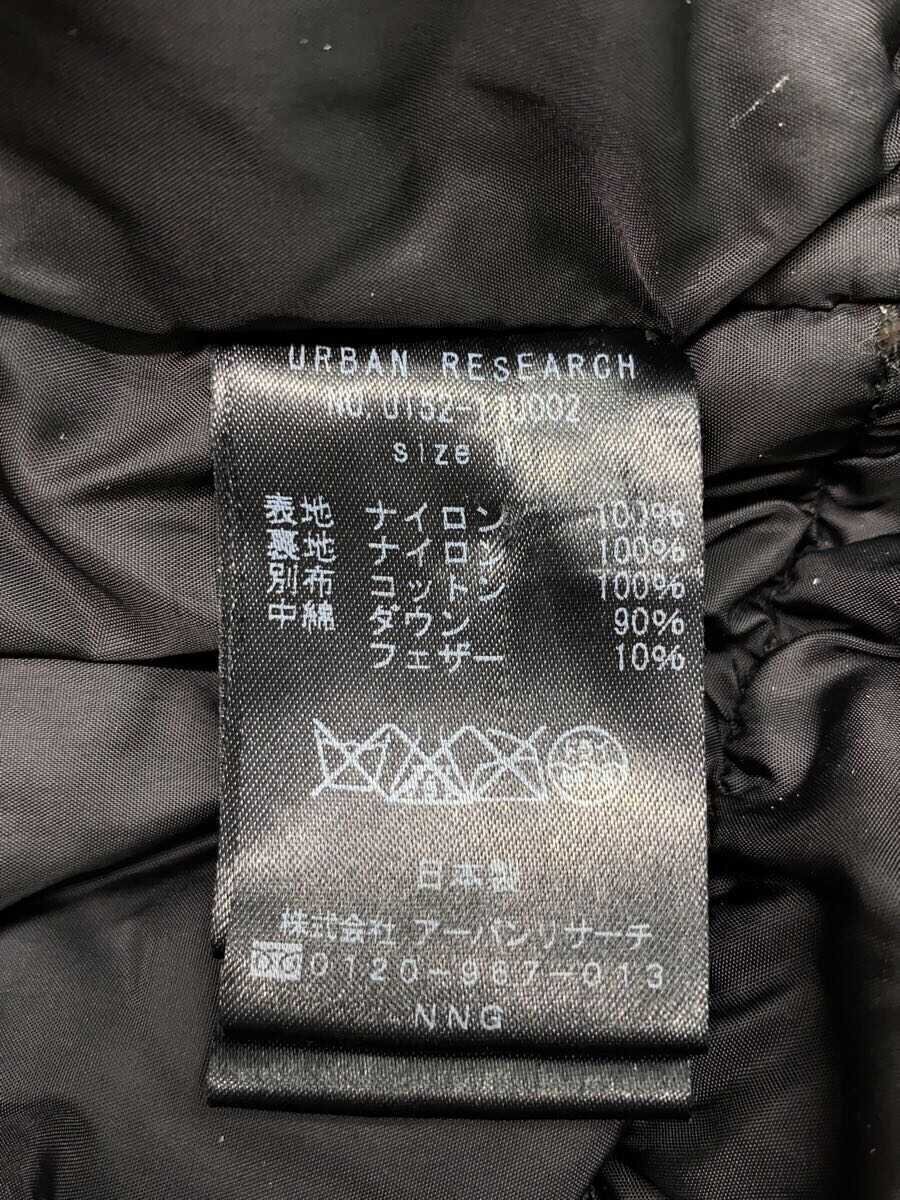 URBAN RESEARCH
size
表地 ナイロン 100%
裏地 ナイロン 100%
別布 コットン 100%
中綿 ダウン 90%
フェザー 10%
日本製
株式会社 アーバンリサーチ
0120-967-013
NNG